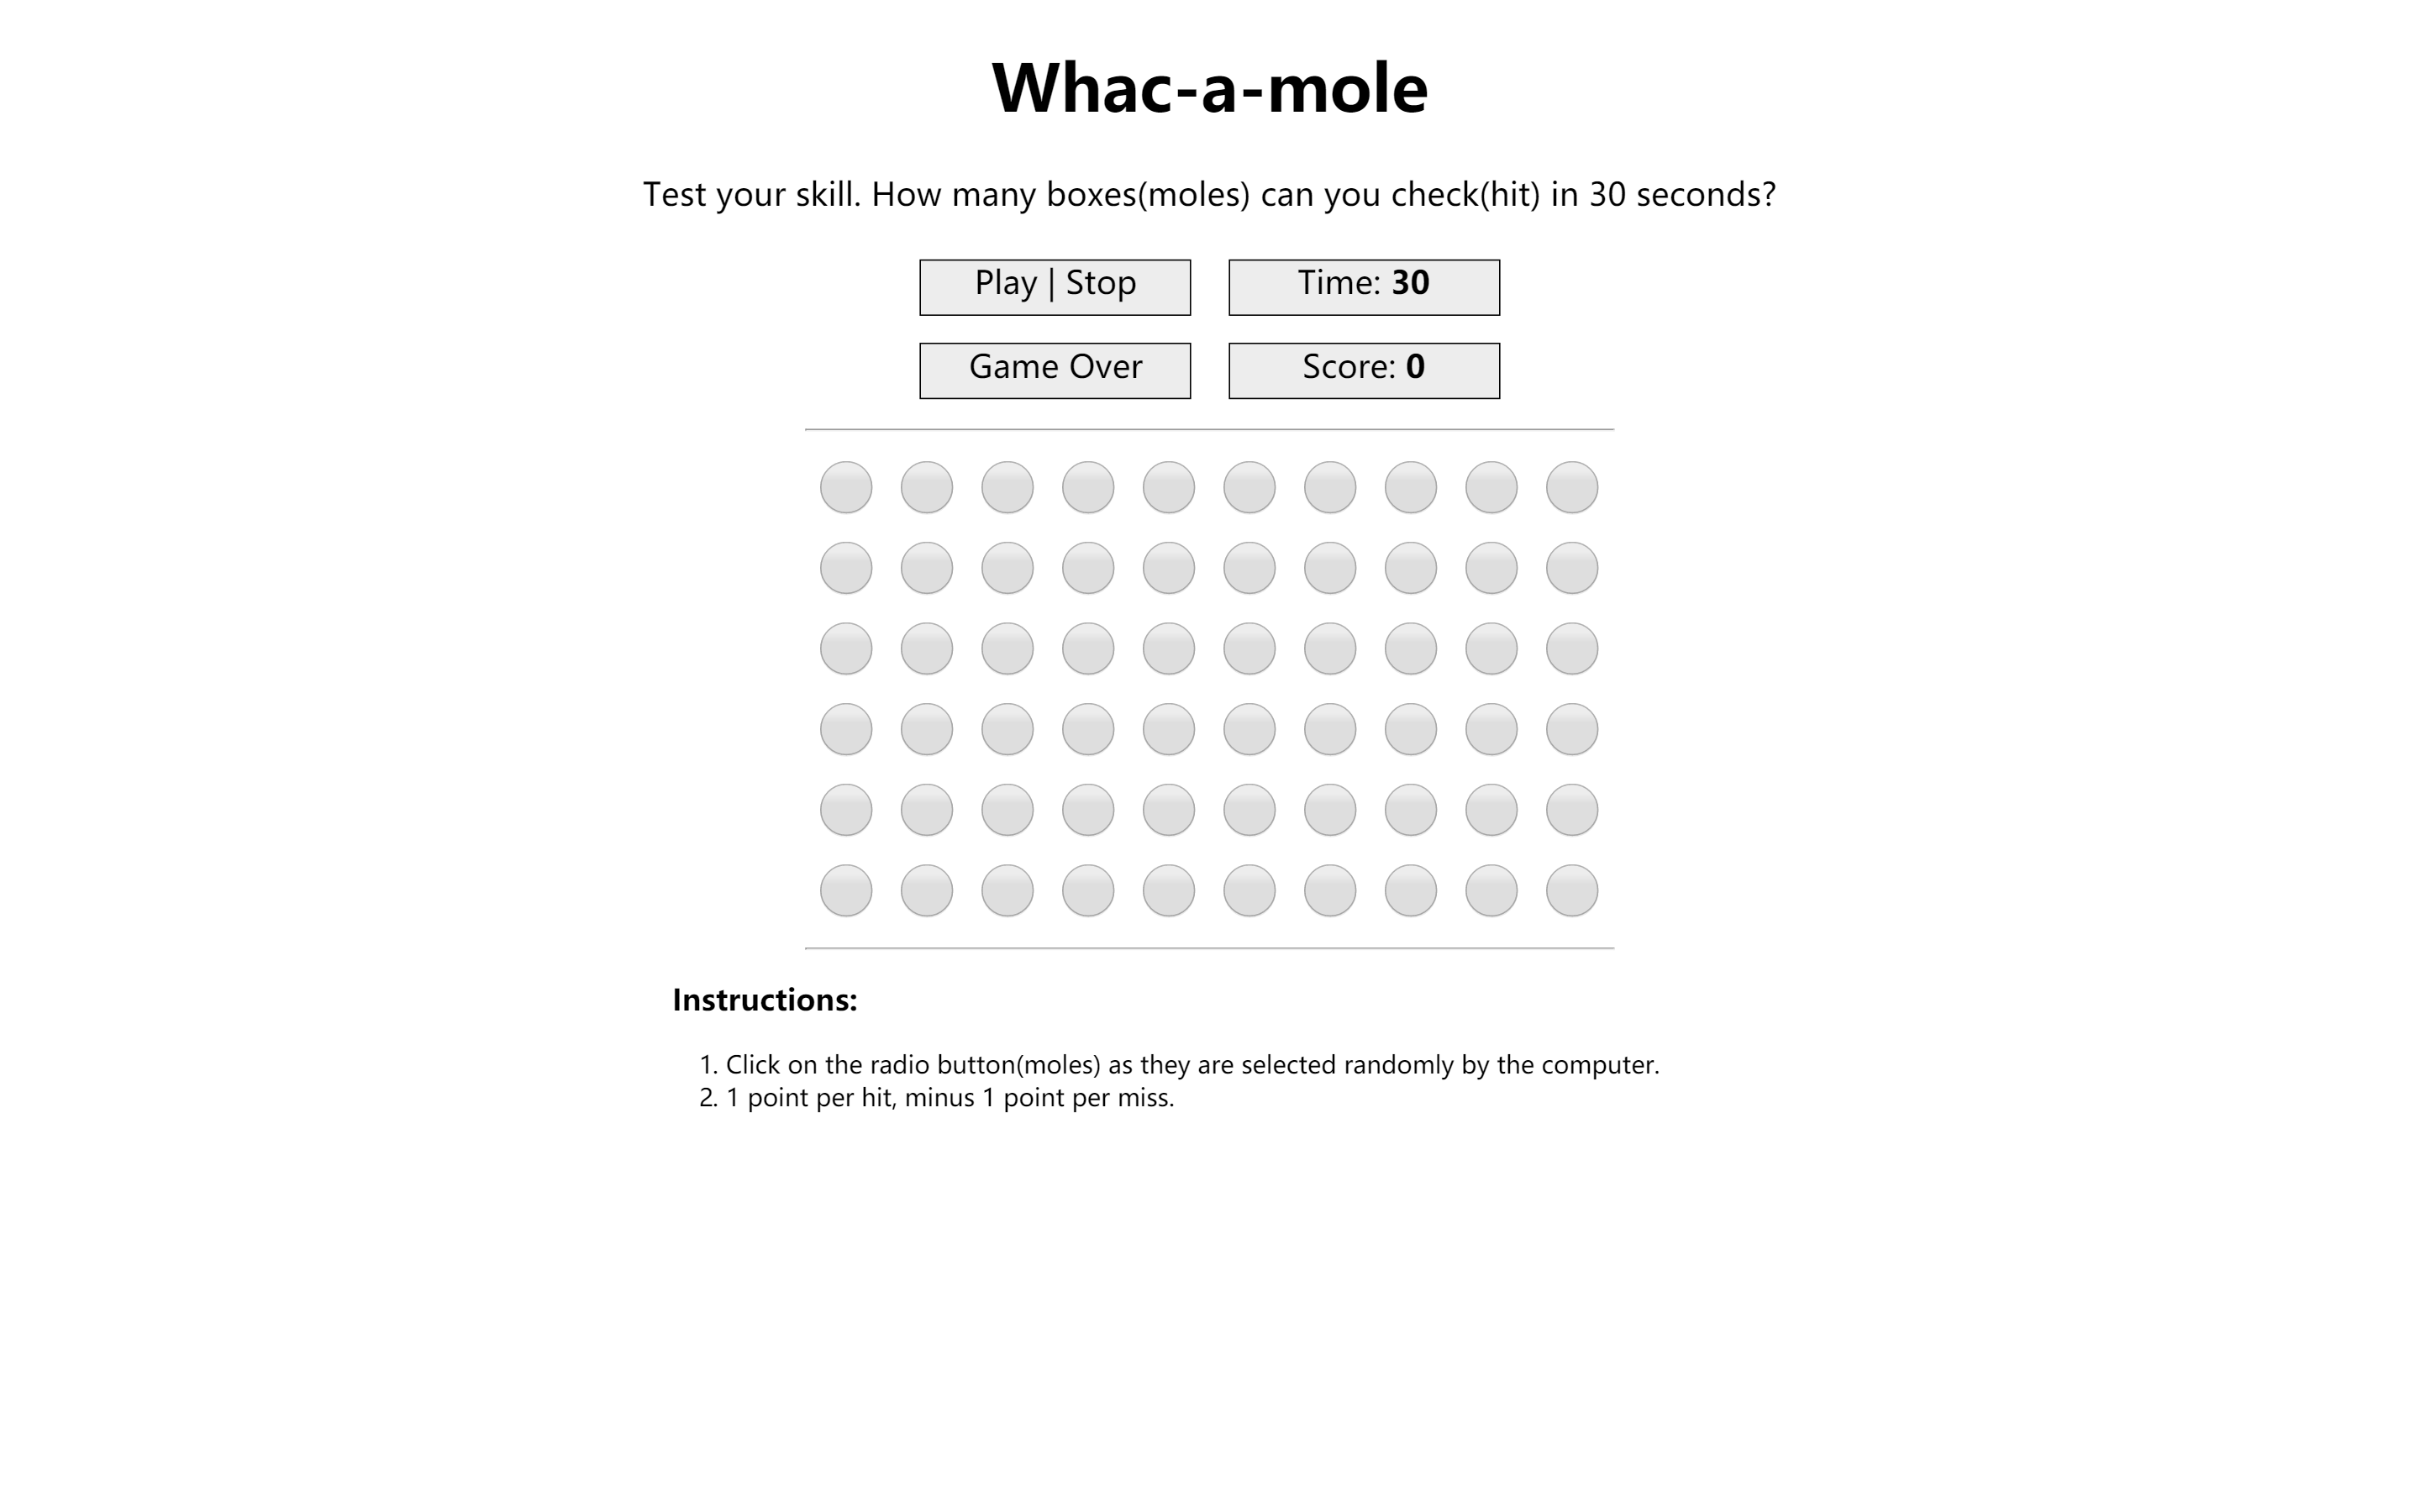 Whac-a-mole
Test your skill. How many boxes(moles) can you check(hit) in 30 seconds?
Play | Stop
Time: 30
Game Over
Score: 0
Instructions:
1. Click on the radio button(moles) as they are selected randomly by the computer.
2. 1 point per hit, minus 1 point per miss.